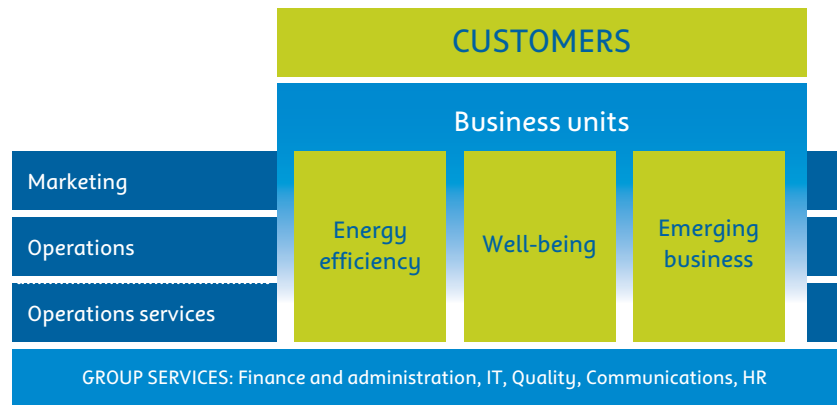 CUSTOMERS
Business units
Marketing
Operations
Operations services
Energy
efficiency
Well-being
Emerging
business
GROUP SERVICES: Finance and administration, IT, Quality, Communications, HR